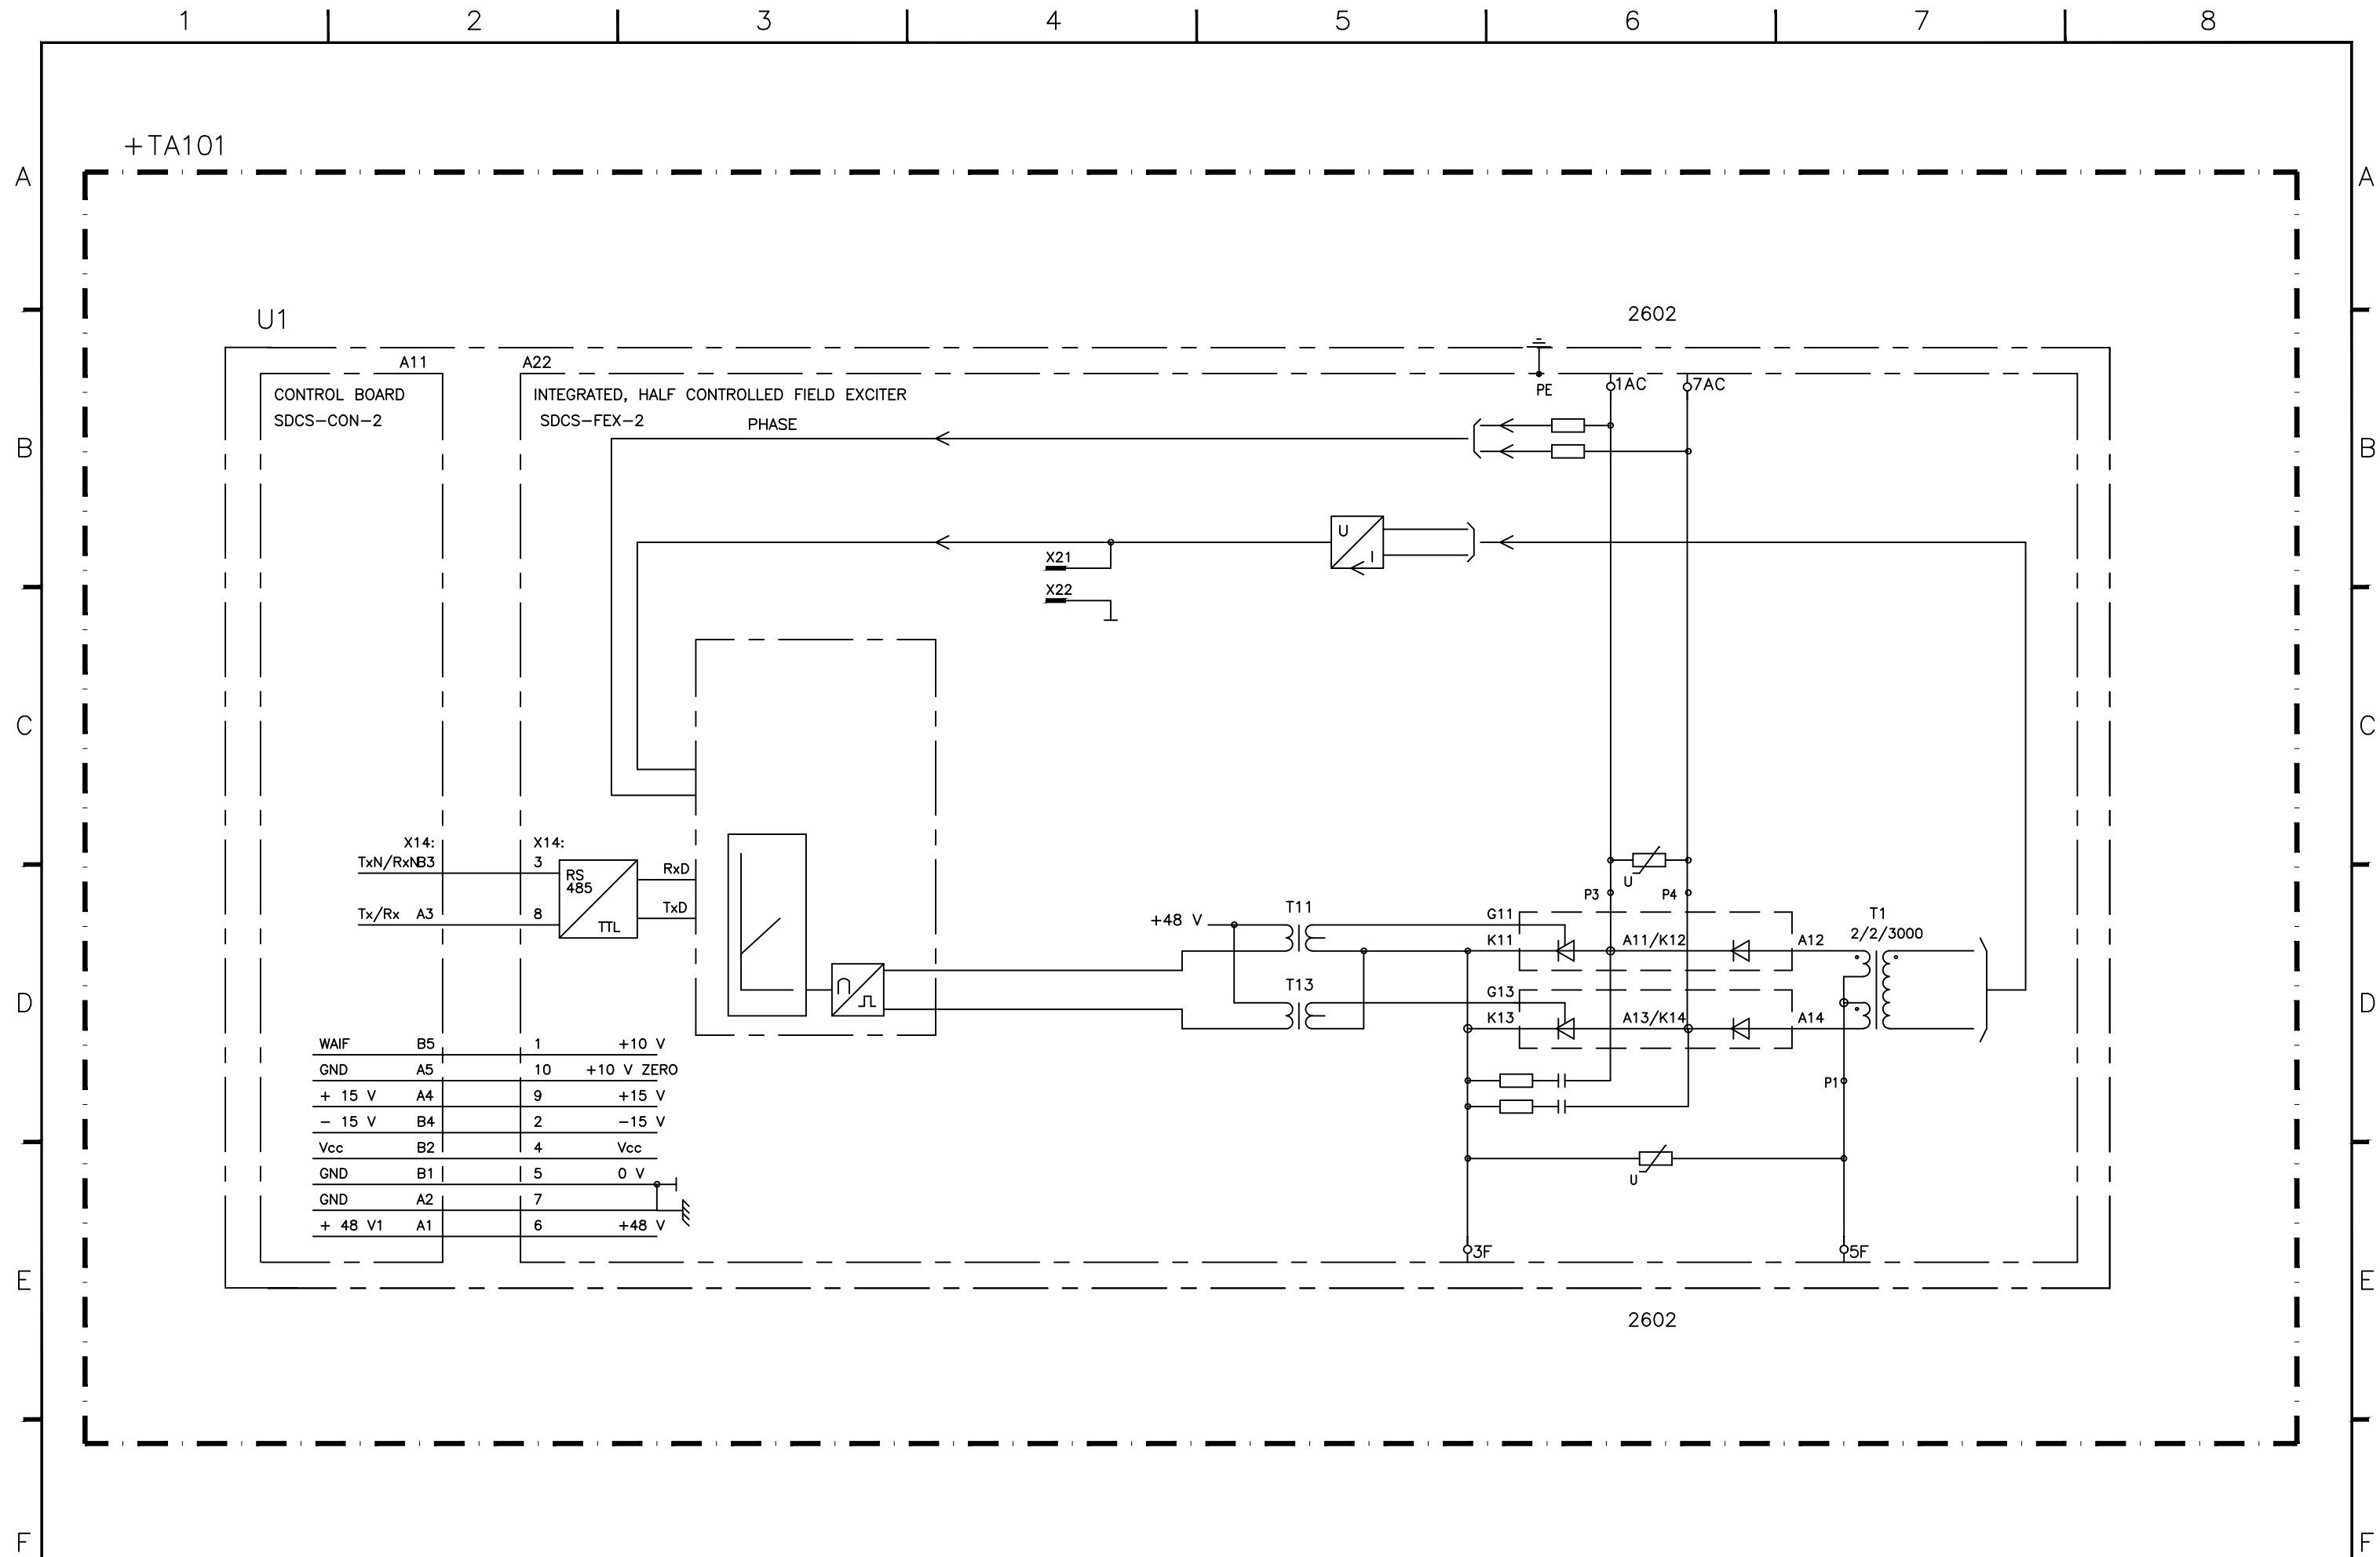 1 2 3 4 5 6 7 8
+TA101
A A
U1 2602
A11 A22
PE 1AC 7AC
CONTROL BOARD INTEGRATED, HALF CONTROLLED FIELD EXCITER
SDCS-CON-2 SDCS-FEX-2 PHASE
B B
U
I
X21
X22
C C
X14: X14:
TxN/RxN B3 3 RS 485 RxD
U
P3 P4
Tx/Rx A3 8 TTL TxD
+48 V T11 G11 T1
2/2/3000
K11 A11/K12 A12
T13 G13
D D
K13 A13/K14 A14
WAIF B5 1 +10 V
GND A5 10 +10 V ZERO
P1
+ 15 V A4 9 +15 V
- 15 V B4 2 -15 V
Vcc B2 4 Vcc
GND B1 5 0 V
U
GND A2 7
+ 48 V1 A1 6 +48 V
3F 5F
E E
2602
F F